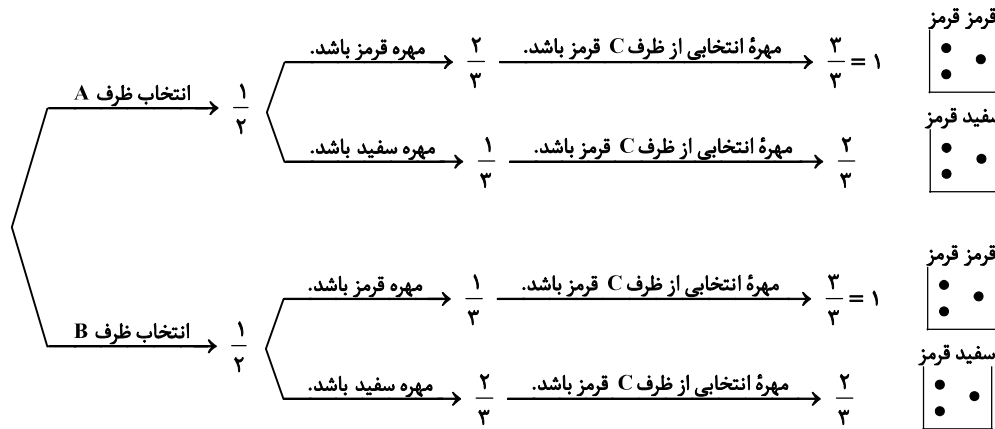 قرمز قرمز
مهره قرمز باشد. ۲/۳ مهرهٔ انتخابی از ظرف C قرمز باشد. ۳/۳ = ۱
انتخاب ظرف A ۱/۲
سفید قرمز
مهره سفید باشد. ۱/۳ مهرهٔ انتخابی از ظرف C قرمز باشد. ۲/۳
قرمز قرمز
مهره قرمز باشد. ۱/۳ مهرهٔ انتخابی از ظرف C قرمز باشد. ۳/۳ = ۱
انتخاب ظرف B ۱/۲
سفید قرمز
مهره سفید باشد. ۲/۳ مهرهٔ انتخابی از ظرف C قرمز باشد. ۲/۳